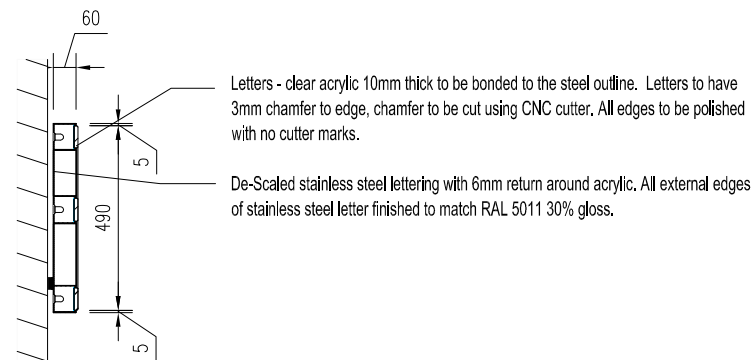 60
Letters - clear acrylic 10mm thick to be bonded to the steel outline. Letters to have
3mm chamfer to edge, chamfer to be cut using CNC cutter. All edges to be polished
with no cutter marks.
5
De-Scaled stainless steel lettering with 6mm return around acrylic. All external edges
of stainless steel letter finished to match RAL 5011 30% gloss.
490
5